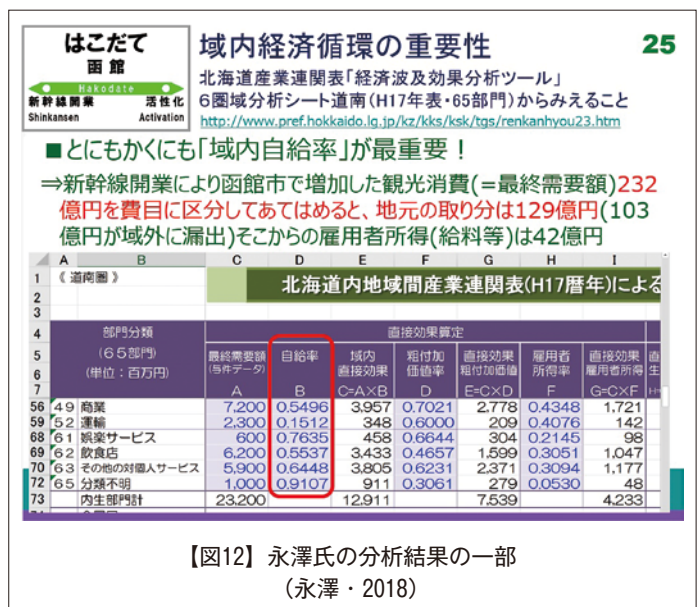 はこだて
函館
Hakodate
新幹線開業 活性化
Shinkansen Activation
域内経済循環の重要性
25
北海道産業連関表「経済波及効果分析ツール」
6圏域分析シート道南(H17年表・65部門)からみえること
http://www.pref.hokkaido.lg.jp/kz/kks/ksk/tgs/renkanhyou23.htm
■とにもかくにも「域内自給率」が最重要！
⇒新幹線開業により函館市で増加した観光消費(=最終需要額)232
億円を費目に区分してあてはめると、地元の取り分は129億円(103
億円が域外に漏出)そこからの雇用者所得(給料等)は42億円
A B C D E F G H I
1 《 道南圏 》 北海道内地域間産業連関表(H17暦年)による
2
3
4 部門分類 直接効果算定
5 (65部門) 最終需要額 自給率 域内 粗付加 直接効果 雇用者 直接効果
6 (単位：百万円) (与件データ) 直接効果 価値率 粗付加価値 所得率 雇用者所得
7 A B C=A×B D E=C×D F G=C×F
56 49 商業 7,200 0.5496 3,957 0.7021 2,778 0.4348 1,721
59 52 運輸 2,300 0.1512 348 0.6000 209 0.4076 142
68 61 娯楽サービス 600 0.7635 458 0.6644 304 0.2145 98
69 62 飲食店 6,200 0.5537 3,433 0.4657 1,599 0.3051 1,047
70 63 その他の対個人サービス 5,900 0.6448 3,805 0.6231 2,371 0.3094 1,177
72 65 分類不明 1,000 0.9107 911 0.3061 279 0.0530 48
73 内生部門計 23,200 12,911 7,539 4,233
【図12】永澤氏の分析結果の一部
（永澤・2018）